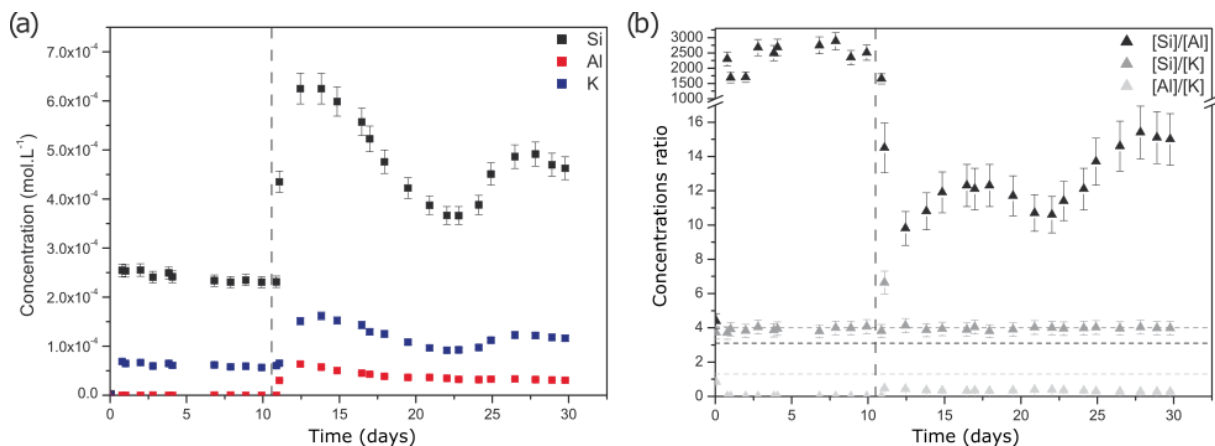 (a)
Si
Al
K
7.0x10⁻⁴
6.0x10⁻⁴
5.0x10⁻⁴
4.0x10⁻⁴
3.0x10⁻⁴
2.0x10⁻⁴
1.0x10⁻⁴
0.0
Concentration (mol.L⁻¹)
0 5 10 15 20 25 30
Time (days)
(b)
[Si]/[Al]
[Si]/[K]
[Al]/[K]
3000
2500
2000
1500
1000
14
12
10
8
6
4
2
0
Concentrations ratio
0 5 10 15 20 25 30
Time (days)